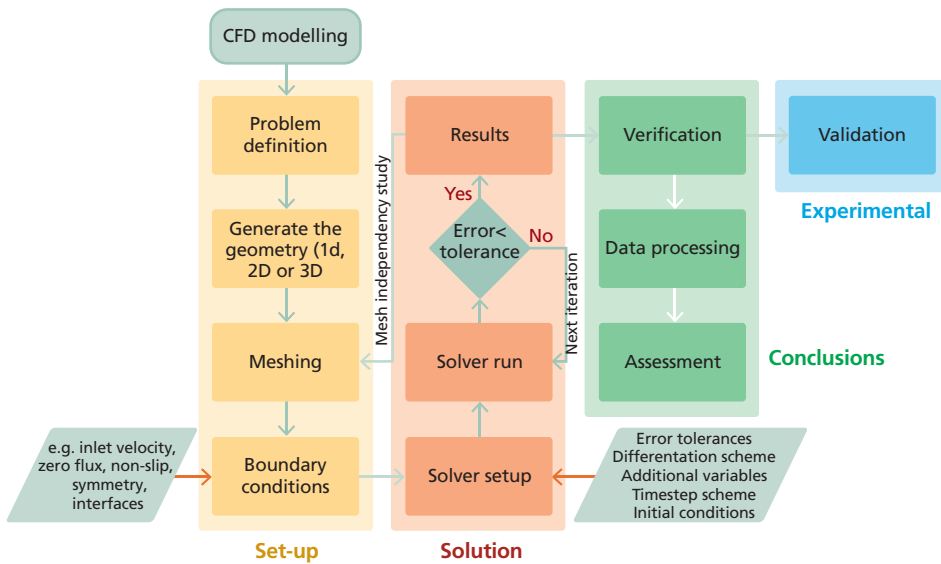 CFD modelling
Problem
definition
Generate the
geometry (1d,
2D or 3D
Meshing
Boundary
conditions
e.g. inlet velocity,
zero flux, non-slip,
symmetry,
interfaces
Set-up
Mesh independency study
Results
Yes
Error<
tolerance
No
Next iteration
Solver run
Solver setup
Solution
Error tolerances
Differentation scheme
Additional variables
Timestep scheme
Initial conditions
Verification
Data processing
Assessment
Conclusions
Validation
Experimental